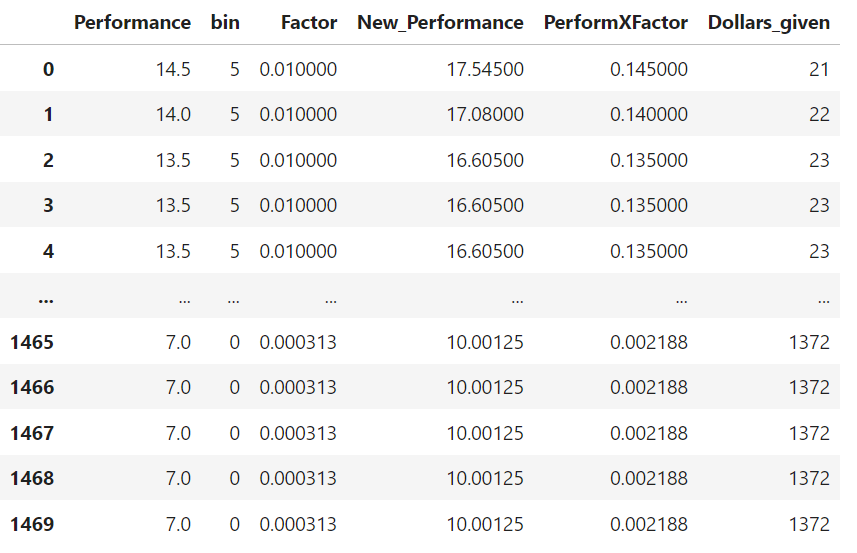 Performance bin Factor New_Performance PerformXFactor Dollars_given
0 14.5 5 0.010000 17.54500 0.145000 21
1 14.0 5 0.010000 17.08000 0.140000 22
2 13.5 5 0.010000 16.60500 0.135000 23
3 13.5 5 0.010000 16.60500 0.135000 23
4 13.5 5 0.010000 16.60500 0.135000 23
... ... ... ... ... ... ...
1465 7.0 0 0.000313 10.00125 0.002188 1372
1466 7.0 0 0.000313 10.00125 0.002188 1372
1467 7.0 0 0.000313 10.00125 0.002188 1372
1468 7.0 0 0.000313 10.00125 0.002188 1372
1469 7.0 0 0.000313 10.00125 0.002188 1372